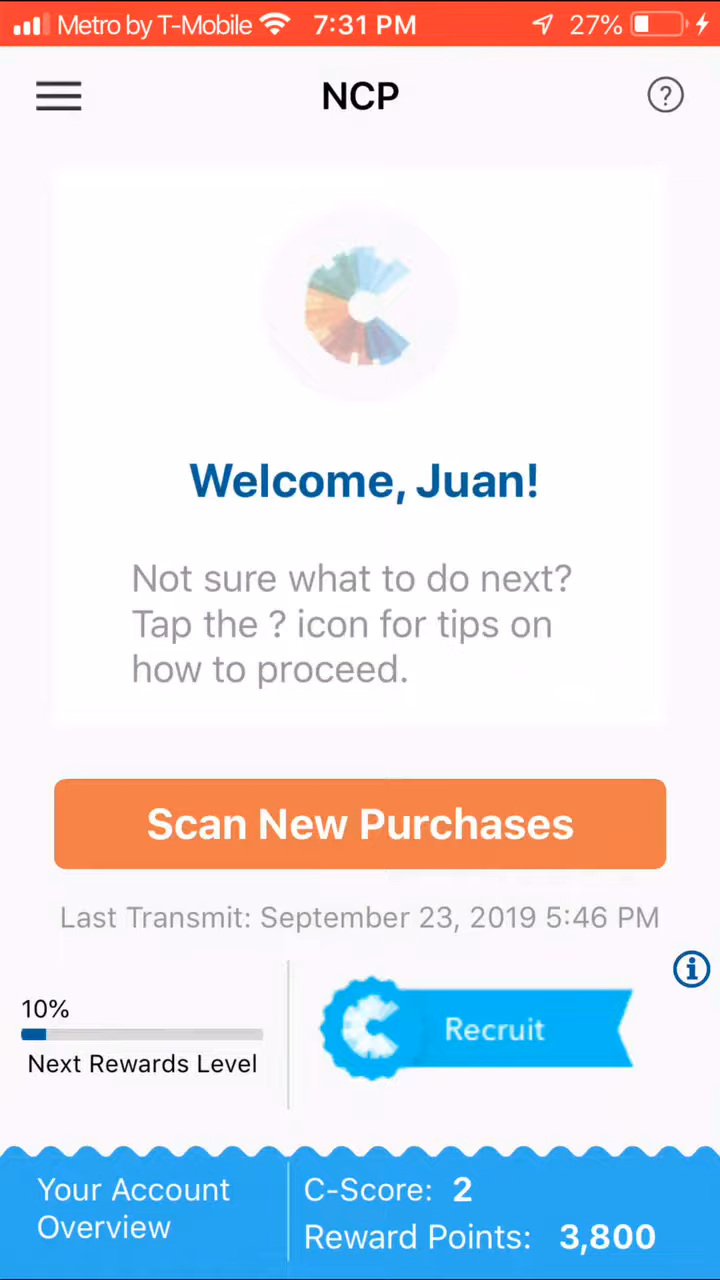 Metro by T-Mobile 7:31 PM 27%
NCP
?
Welcome, Juan!
Not sure what to do next?
Tap the ? icon for tips on
how to proceed.
Scan New Purchases
Last Transmit: September 23, 2019 5:46 PM
i
10%
Next Rewards Level
Recruit
Your Account
Overview
C-Score: 2
Reward Points: 3,800